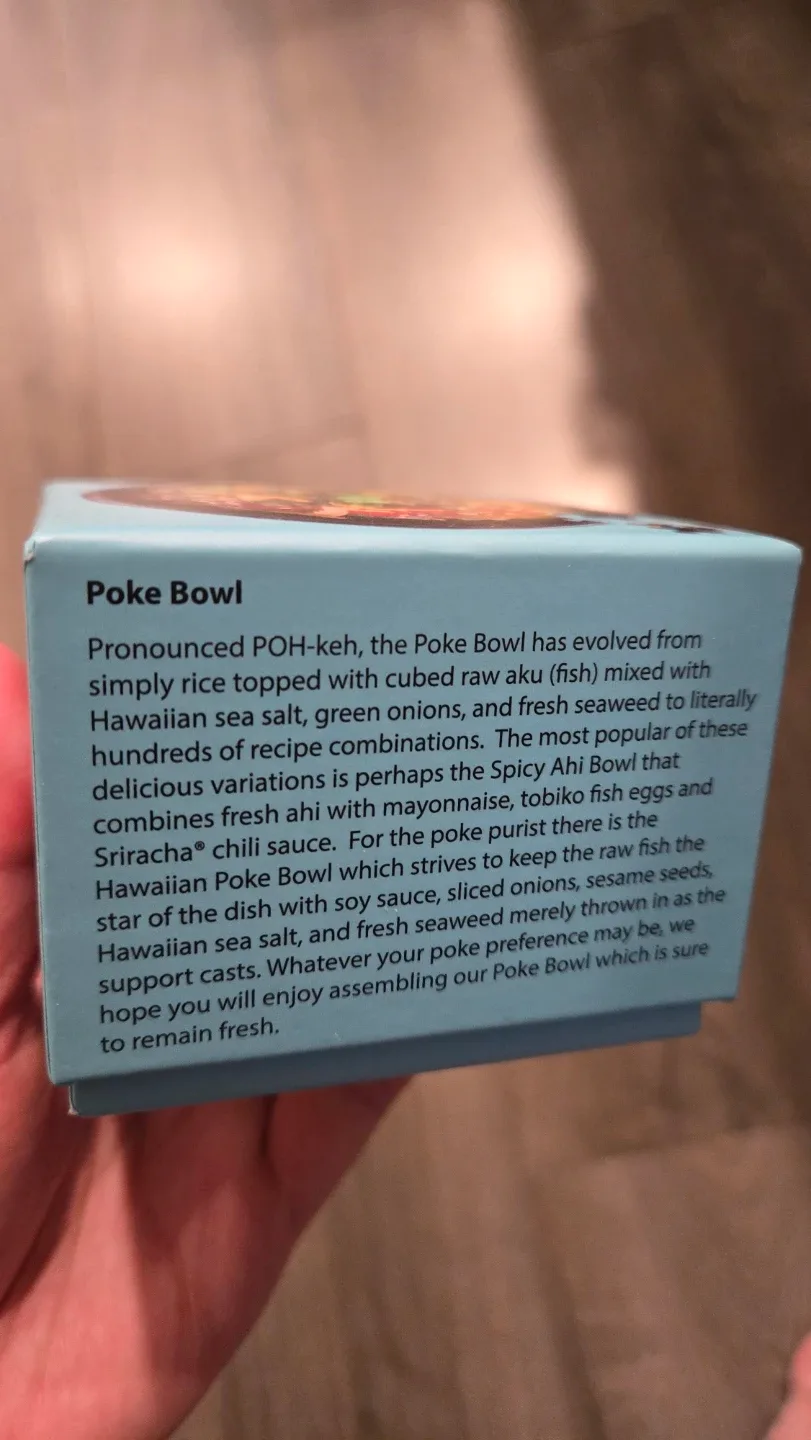 Poke Bowl
Pronounced POH-keh, the Poke Bowl has evolved from
simply rice topped with cubed raw aku (fish) mixed with
Hawaiian sea salt, green onions, and fresh seaweed to literally
hundreds of recipe combinations. The most popular of these
delicious variations is perhaps the Spicy Ahi Bowl that
combines fresh ahi with mayonnaise, tobiko fish eggs and
Sriracha® chili sauce. For the poke purist there is the
Hawaiian Poke Bowl which strives to keep the raw fish the
star of the dish with soy sauce, sliced onions, sesame seeds,
Hawaiian sea salt, and fresh seaweed merely thrown in as the
support casts. Whatever your poke preference may be, we
hope you will enjoy assembling our Poke Bowl which is sure
to remain fresh.